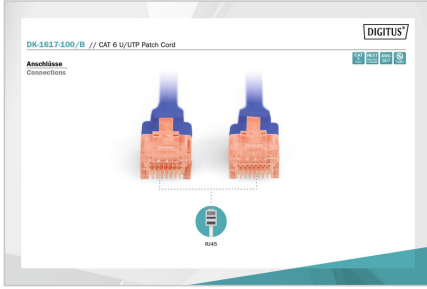 DIGITUS®
DK-1617-100/B // CAT 6 U/UTP Patch Cord
Anschlüsse
Connections
RJ45